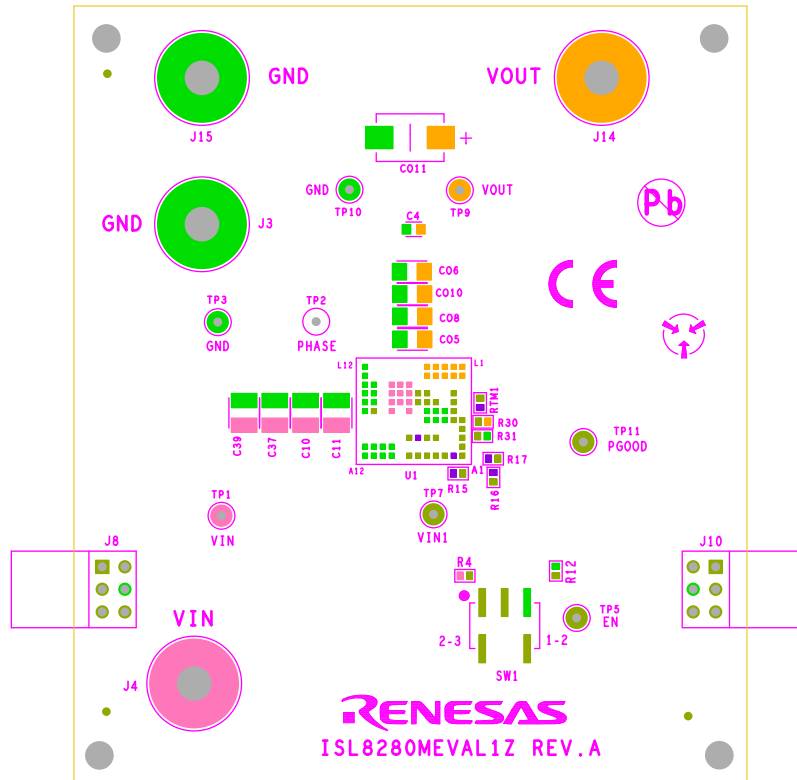 GND
VOUT
J15
J14
CO11
GND
VOUT
TP10
TP9
Pb
GND
J3
C4
CO6
TP3
TP2
CO10
CO8
GND
PHASE
CO5
L12
L1
RTM1
R30
R31
TP11
PGOOD
C39
C37
C10
C11
R17
A12
U1
A1
R15
R16
TP1
TP7
VIN
VIN1
J8
J10
R4
R12
VIN
TP5
EN
2-3
1-2
SW1
J4
RENESAS
ISL8280MEVAL1Z REV.A